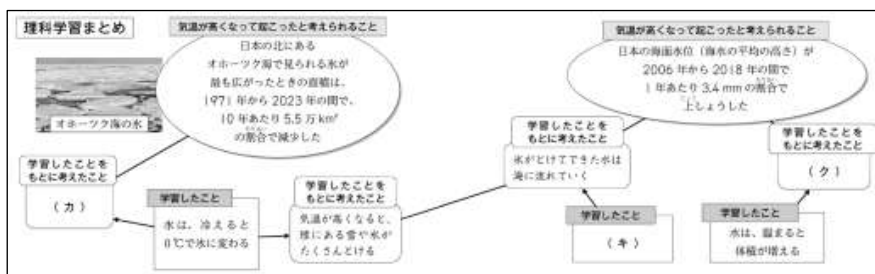 理科学習まとめ
気温が高くなって起こったと考えられること
日本の北にある
オホーツク海で見られる氷が
最も広がったときの面積は、
1971年から2023年の間で、
10年あたり5.5万km²
の割合で減少した
わりあい
オホーツク海の氷
気温が高くなって起こったと考えられること
日本の海面水位（海水の平均の高さ）が
2006年から2018年の間で
1年あたり3.4mmの割合で
わりあい
上しょうした
学習したことを
もとに考えたこと
（カ）
学習したこと
水は、冷えると
0℃で氷に変わる
学習したことを
もとに考えたこと
気温が高くなると、
陸にある雪や氷が
たくさんとける
学習したことを
もとに考えたこと
氷がとけてできた水は
海に流れていく
学習したこと
（キ）
学習したことを
もとに考えたこと
（ク）
学習したこと
水は、温まると
体積が増える